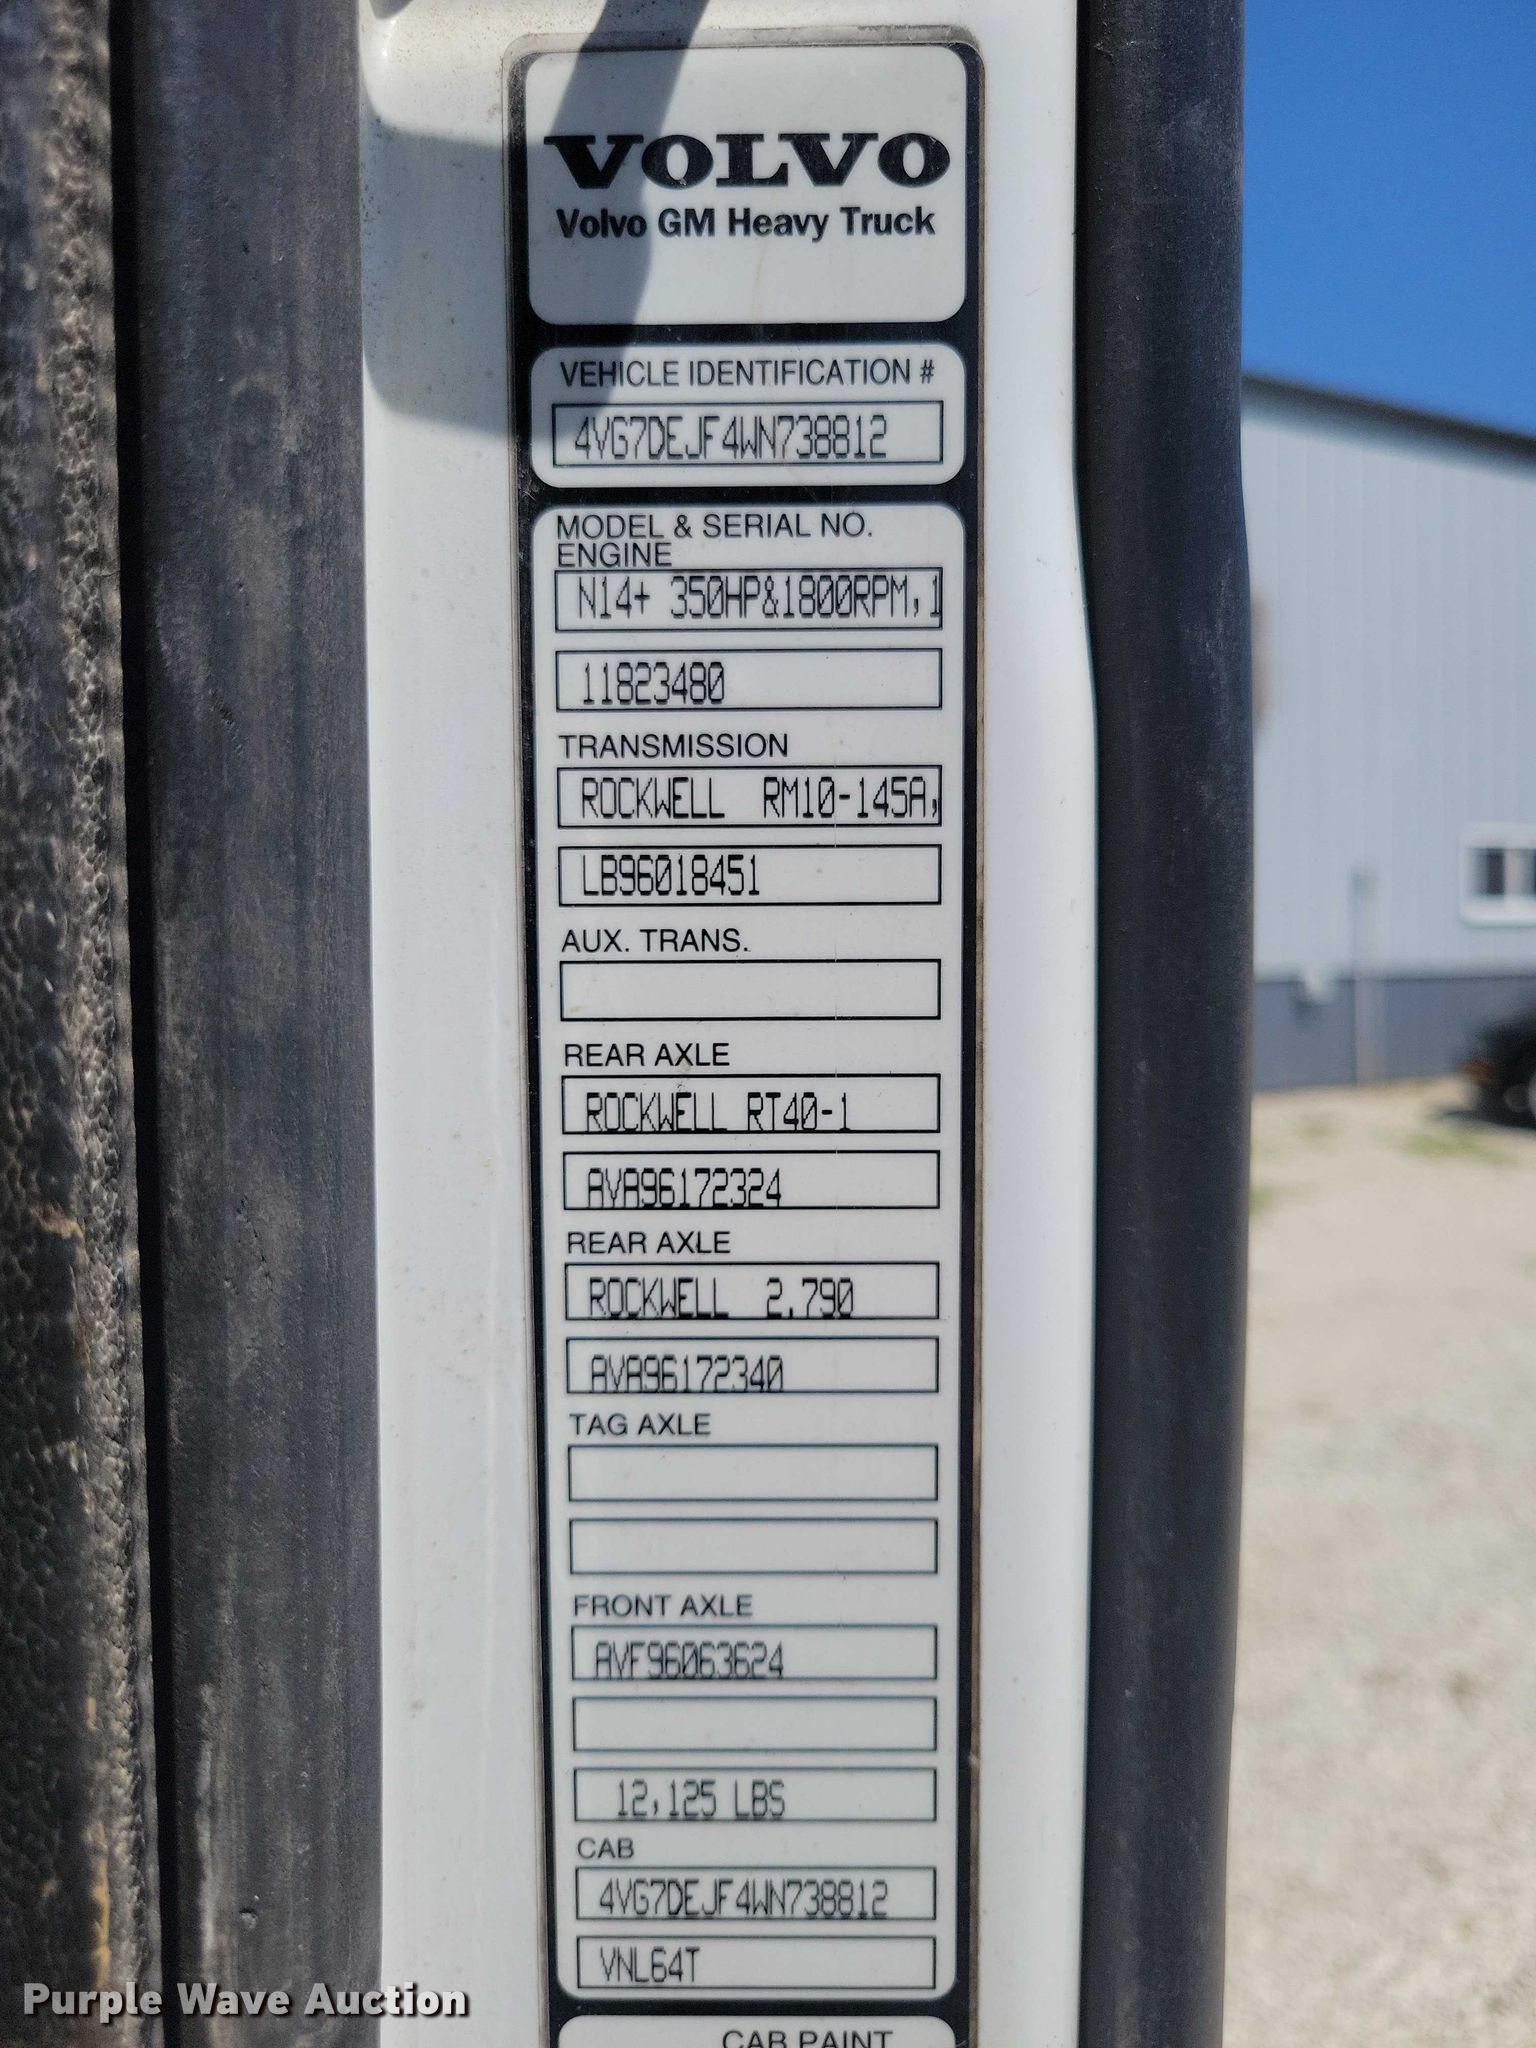 VOLVO
Volvo GM Heavy Truck
VEHICLE IDENTIFICATION #
4VG7DEJF4WN738812
MODEL & SERIAL NO.
ENGINE
N14+ 350HP&1800RPM,1
11823480
TRANSMISSION
ROCKWELL RM10-145A,
LB96018451
AUX. TRANS.
REAR AXLE
ROCKWELL RT40-1
AVA96172324
REAR AXLE
ROCKWELL 2.790
AVA96172340
TAG AXLE
FRONT AXLE
AVF96063624
12,125 LBS
CAB
4VG7DEJF4WN738812
VNL64T
CAB PAINT
Purple Wave Auction